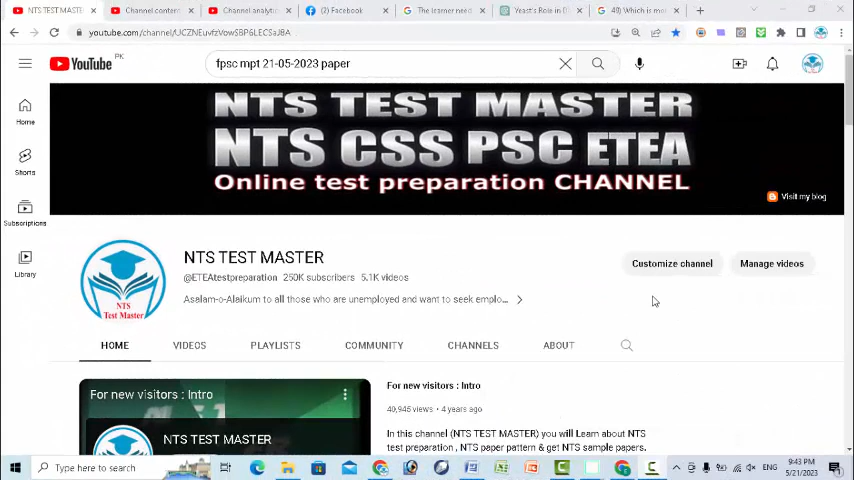 NTS TEST MASTER
Channel content
Channel analytic
(2) Facebook
The learner need
Yeast's Role in B
49) Which is mo
youtube.com/channel/UCZNEuvfzVowSBP6LECSaJ8A
PK
YouTube
fpsc mpt 21-05-2023 paper
NTS TEST MASTER
NTS CSS PSC ETEA
Online test preparation CHANNEL
Visit my blog
Home
Shorts
Subscriptions
Library
NTS
Test Master
NTS TEST MASTER
@ETEAtestpreparation 250K subscribers 5.1K videos
Asalam-o-Alaikum to all those who are unemployed and want to seek emplo...
Customize channel
Manage videos
HOME
VIDEOS
PLAYLISTS
COMMUNITY
CHANNELS
ABOUT
For new visitors : Intro
NTS TEST MASTER
For new visitors : Intro
40,945 views • 4 years ago
In this channel (NTS TEST MASTER) you will Learn about NTS
test preparation , NTS paper pattern & get NTS sample papers.
Type here to search
ENG
9:43 PM
5/21/2023